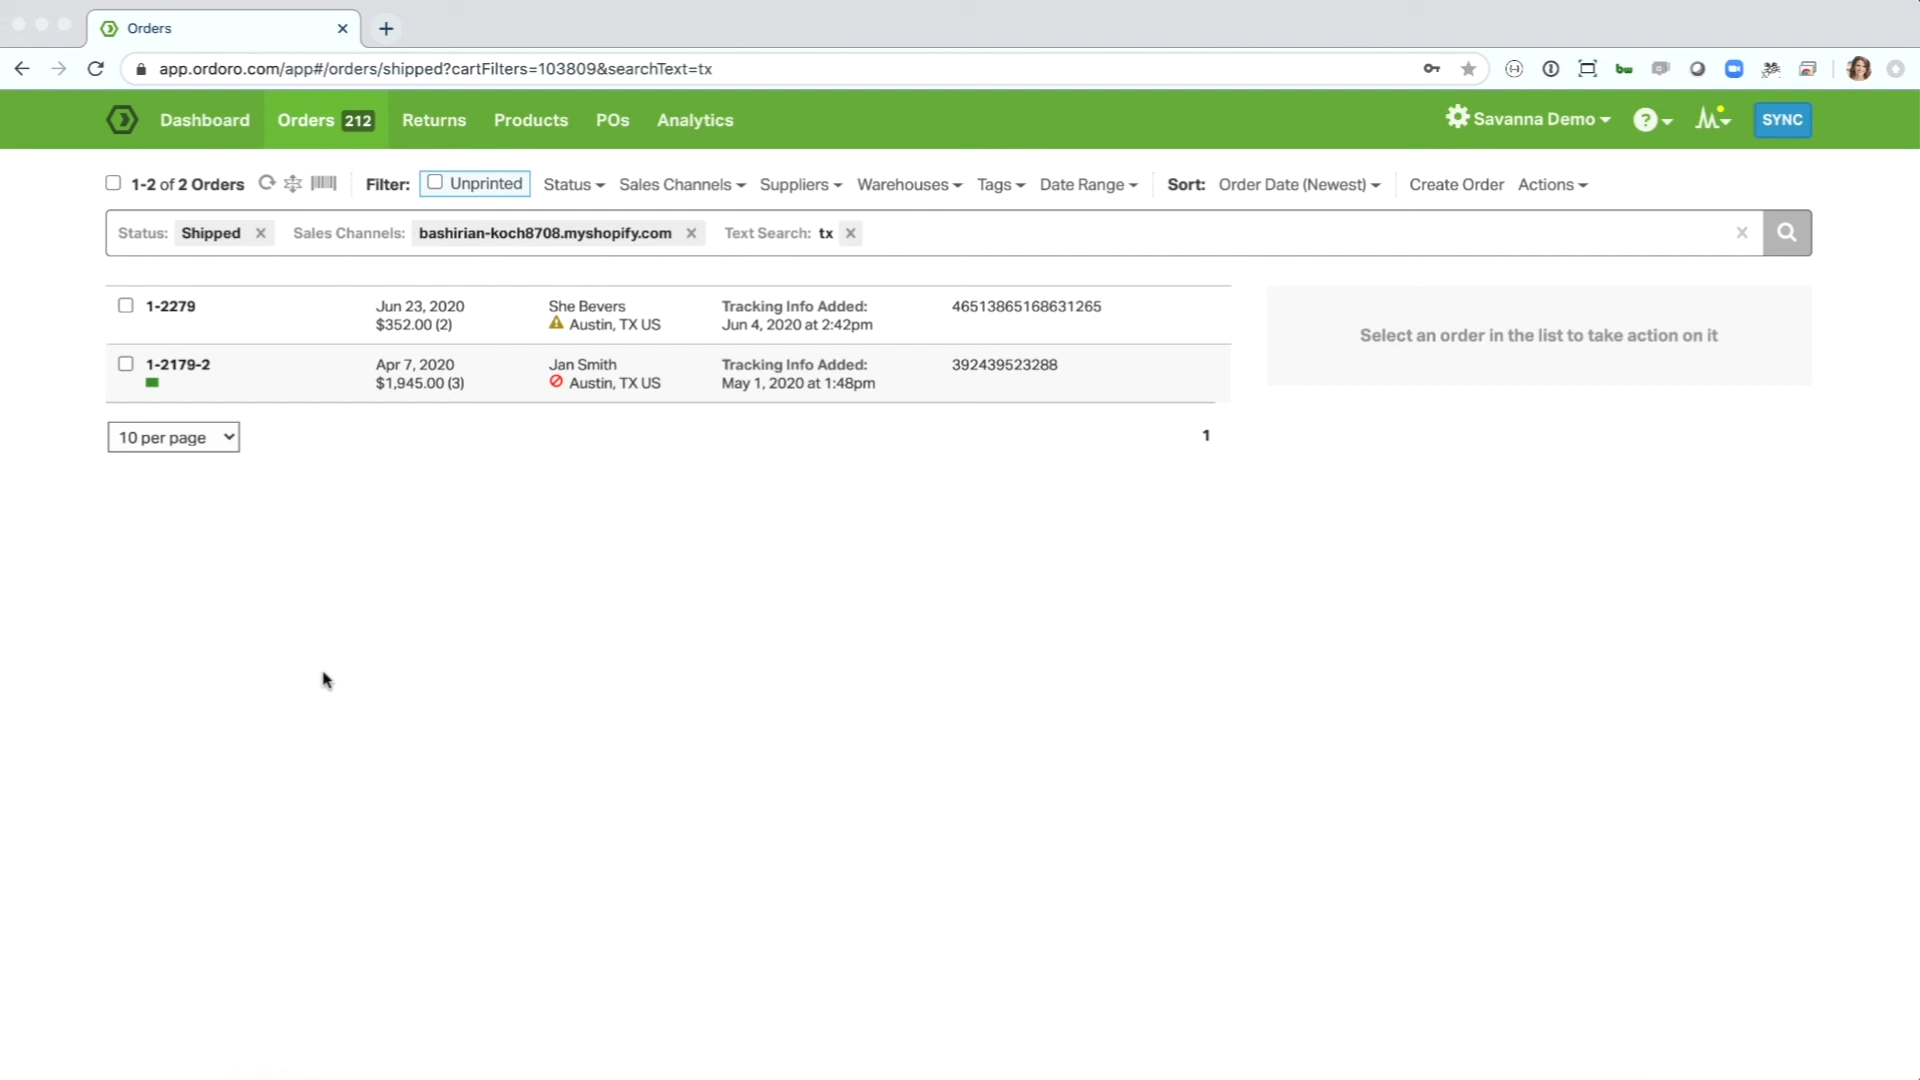 Orders
app.ordoro.com/app#/orders/shipped?cartFilters=103809&searchText=tx
bw
Dashboard Orders 212 Returns Products POs Analytics Savanna Demo ? SYNC
1-2 of 2 Orders Filter: Unprinted Status Sales Channels Suppliers Warehouses Tags Date Range Sort: Order Date (Newest) Create Order Actions
Status: Shipped Sales Channels: bashirian-koch8708.myshopify.com Text Search: tx
1-2279 Jun 23, 2020 She Bevers Tracking Info Added: 46513865168631265
$352.00 (2) Austin, TX US Jun 4, 2020 at 2:42pm
Select an order in the list to take action on it
1-2179-2 Apr 7, 2020 Jan Smith Tracking Info Added: 392439523288
$1,945.00 (3) Austin, TX US May 1, 2020 at 1:48pm
10 per page 1